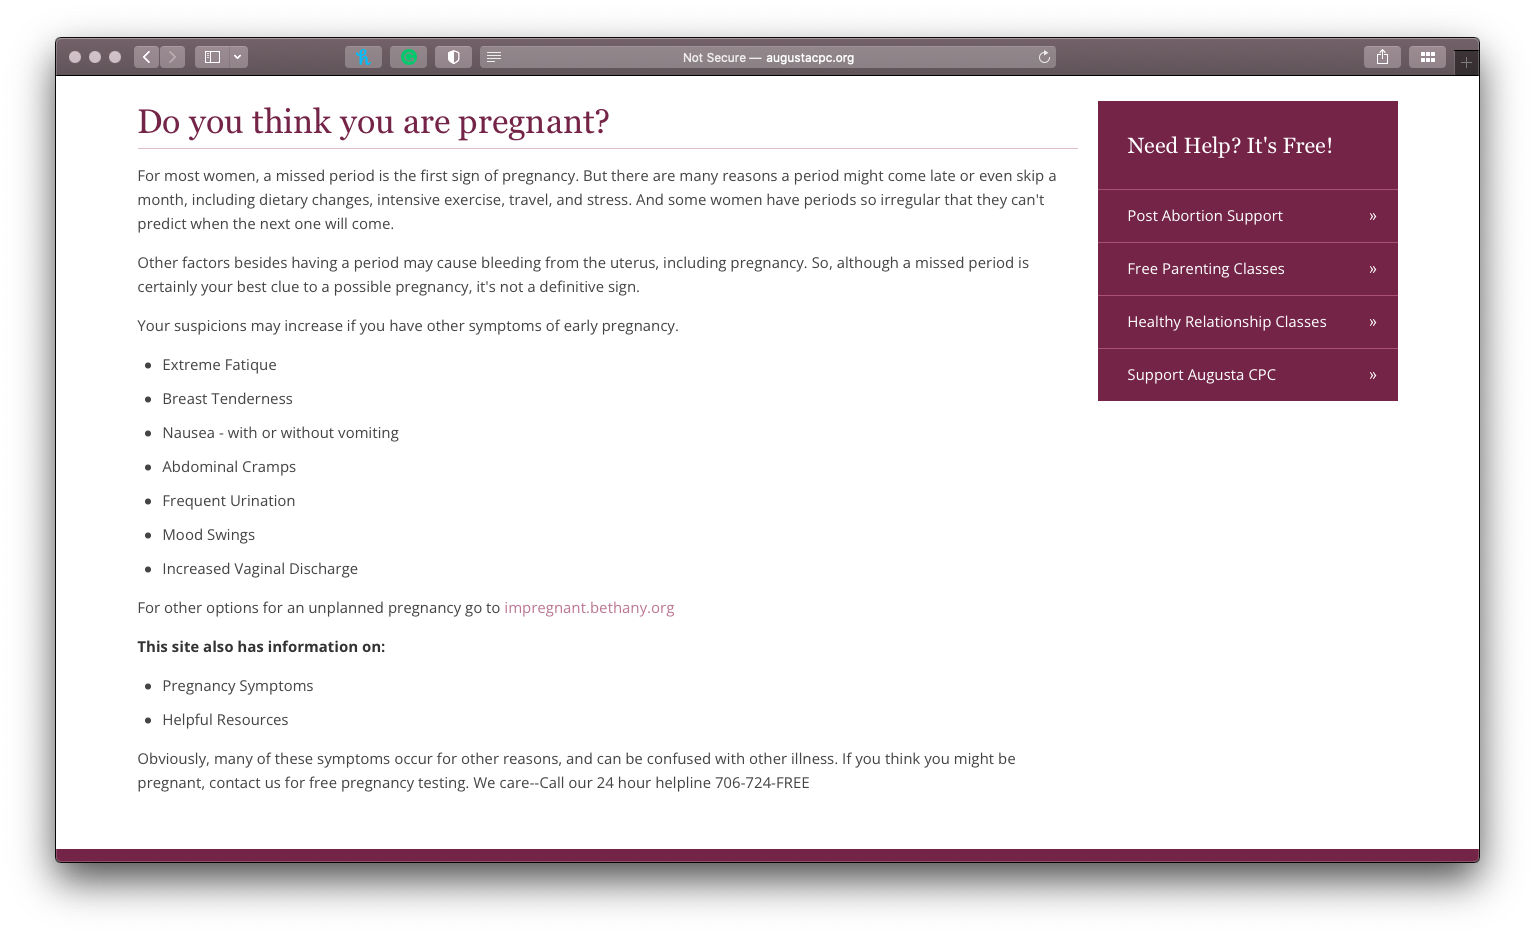 Not Secure — augustacpc.org
Do you think you are pregnant?
For most women, a missed period is the first sign of pregnancy. But there are many reasons a period might come late or even skip a
month, including dietary changes, intensive exercise, travel, and stress. And some women have periods so irregular that they can't
predict when the next one will come.
Other factors besides having a period may cause bleeding from the uterus, including pregnancy. So, although a missed period is
certainly your best clue to a possible pregnancy, it's not a definitive sign.
Your suspicions may increase if you have other symptoms of early pregnancy.
• Extreme Fatique
• Breast Tenderness
• Nausea - with or without vomiting
• Abdominal Cramps
• Frequent Urination
• Mood Swings
• Increased Vaginal Discharge
For other options for an unplanned pregnancy go to impregnant.bethany.org
This site also has information on:
• Pregnancy Symptoms
• Helpful Resources
Obviously, many of these symptoms occur for other reasons, and can be confused with other illness. If you think you might be
pregnant, contact us for free pregnancy testing. We care--Call our 24 hour helpline 706-724-FREE
Need Help? It's Free!
Post Abortion Support »
Free Parenting Classes »
Healthy Relationship Classes »
Support Augusta CPC »